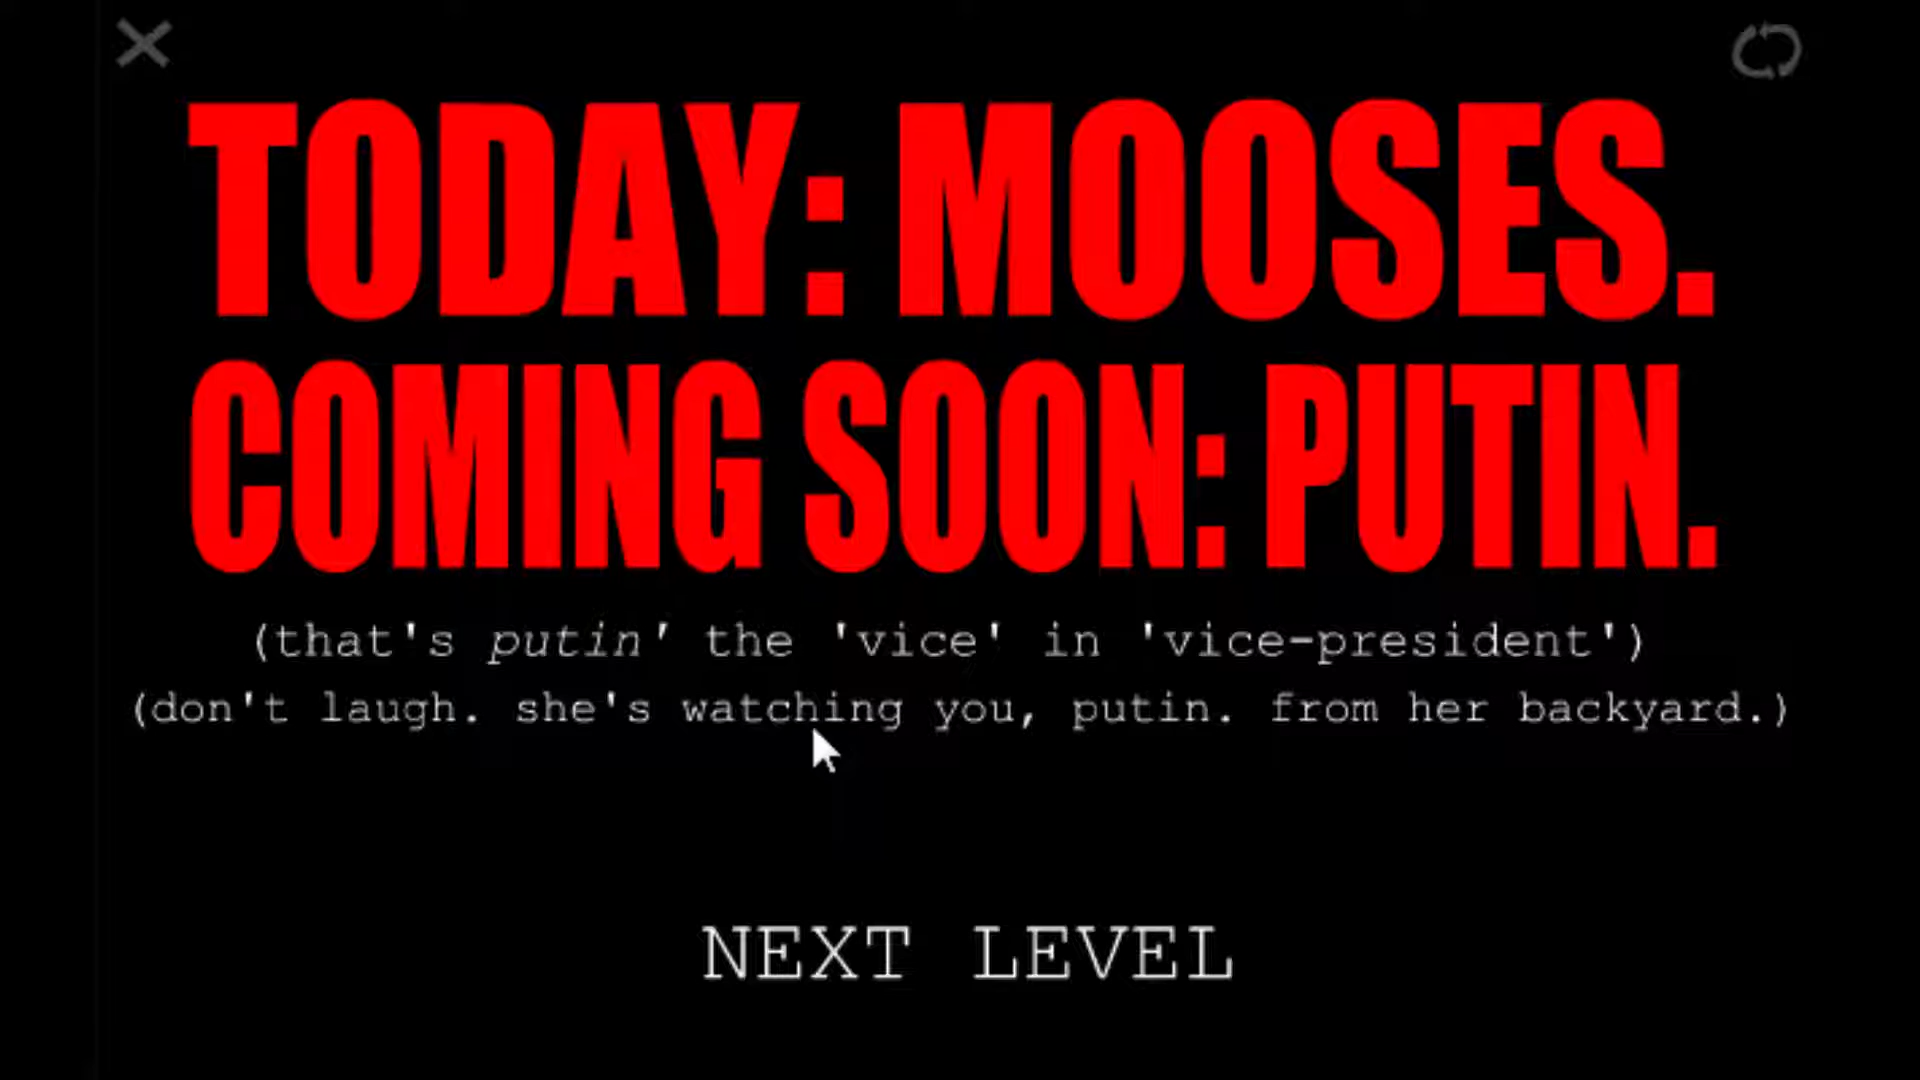 TODAY: MOOSES.
COMING SOON: PUTIN.
(that's putin' the 'vice' in 'vice-president')
(don't laugh. she's watching you, putin. from her backyard.)
NEXT LEVEL